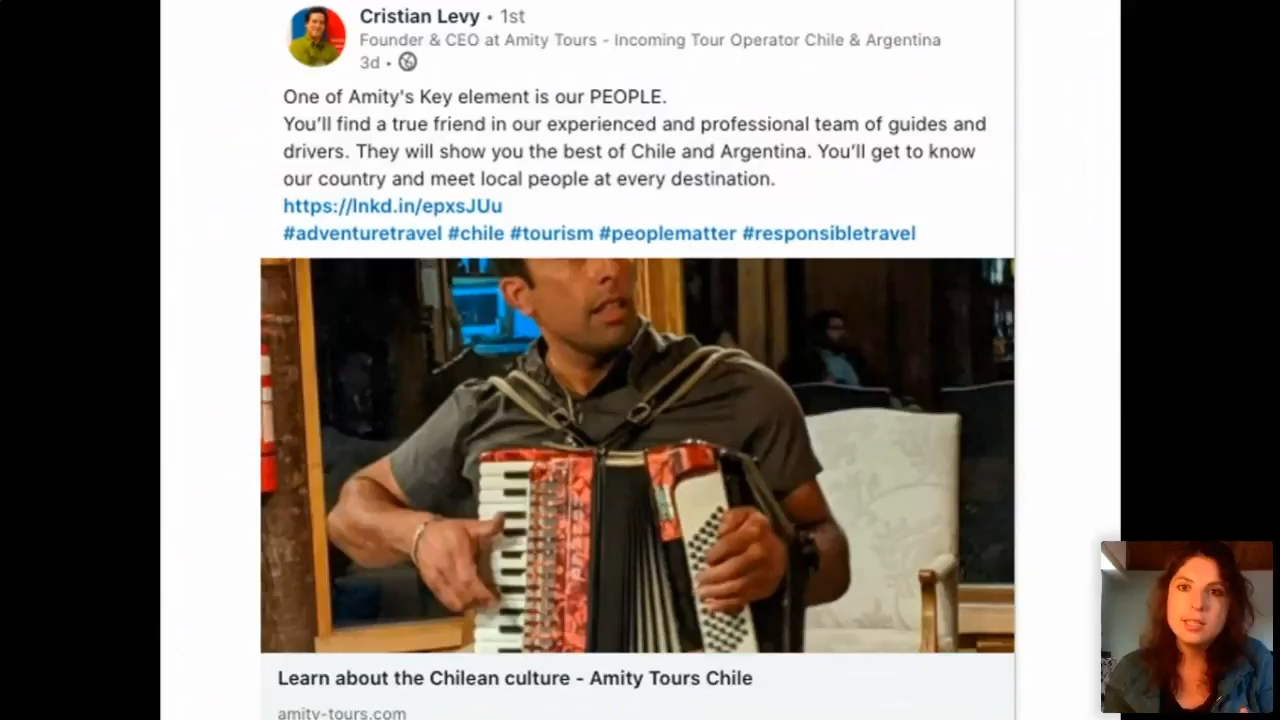 Cristian Levy • 1st
Founder & CEO at Amity Tours - Incoming Tour Operator Chile & Argentina
3d •
One of Amity's Key element is our PEOPLE.
You'll find a true friend in our experienced and professional team of guides and
drivers. They will show you the best of Chile and Argentina. You'll get to know
our country and meet local people at every destination.
https://lnkd.in/epxsJUu
#adventuretravel #chile #tourism #peoplematter #responsibletravel
Learn about the Chilean culture - Amity Tours Chile
amity-tours.com